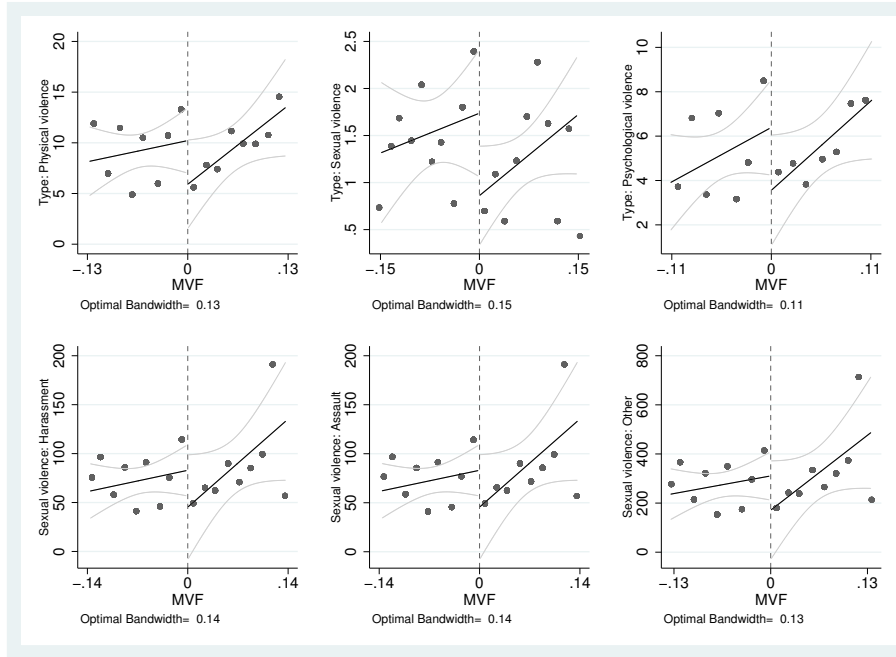 Type: Physical violence
20
15
10
5
0
−.13
0
.13
MVF
Optimal Bandwidth= 0.13
Type: Sexual violence
2.5
2
1.5
1
.5
−.15
0
.15
MVF
Optimal Bandwidth= 0.15
Type: Psychological violence
10
8
6
4
2
−.11
0
.11
MVF
Optimal Bandwidth= 0.11
Sexual violence: Harassment
200
150
100
50
0
−.14
0
.14
MVF
Optimal Bandwidth= 0.14
Sexual violence: Assault
200
150
100
50
0
−.14
0
.14
MVF
Optimal Bandwidth= 0.14
Sexual violence: Other
800
600
400
200
0
−.13
0
.13
MVF
Optimal Bandwidth= 0.13